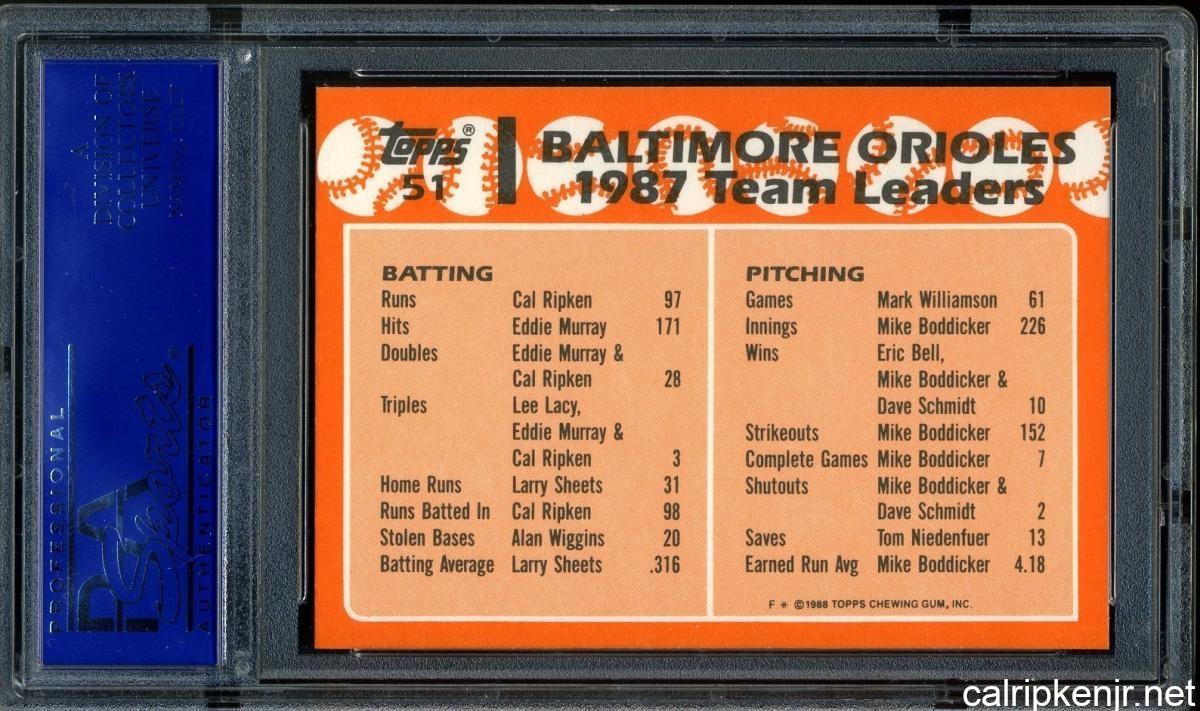 A
DIVISION OF
COLLECTORS
UNIVERSE
NASDAQ: CLCT
PROFESSIONAL
PSA
Sports®
AUTHENTICATOR
TOPPS®
51
BALTIMORE ORIOLES
1987 Team Leaders
BATTING
Runs Cal Ripken 97
Hits Eddie Murray 171
Doubles Eddie Murray &
Cal Ripken 28
Triples Lee Lacy,
Eddie Murray &
Cal Ripken 3
Home Runs Larry Sheets 31
Runs Batted In Cal Ripken 98
Stolen Bases Alan Wiggins 20
Batting Average Larry Sheets .316
PITCHING
Games Mark Williamson 61
Innings Mike Boddicker 226
Wins Eric Bell,
Mike Boddicker &
Dave Schmidt 10
Strikeouts Mike Boddicker 152
Complete Games Mike Boddicker 7
Shutouts Mike Boddicker &
Dave Schmidt 2
Saves Tom Niedenfuer 13
Earned Run Avg Mike Boddicker 4.18
F * ©1988 TOPPS CHEWING GUM, INC.
calripkenjr.net